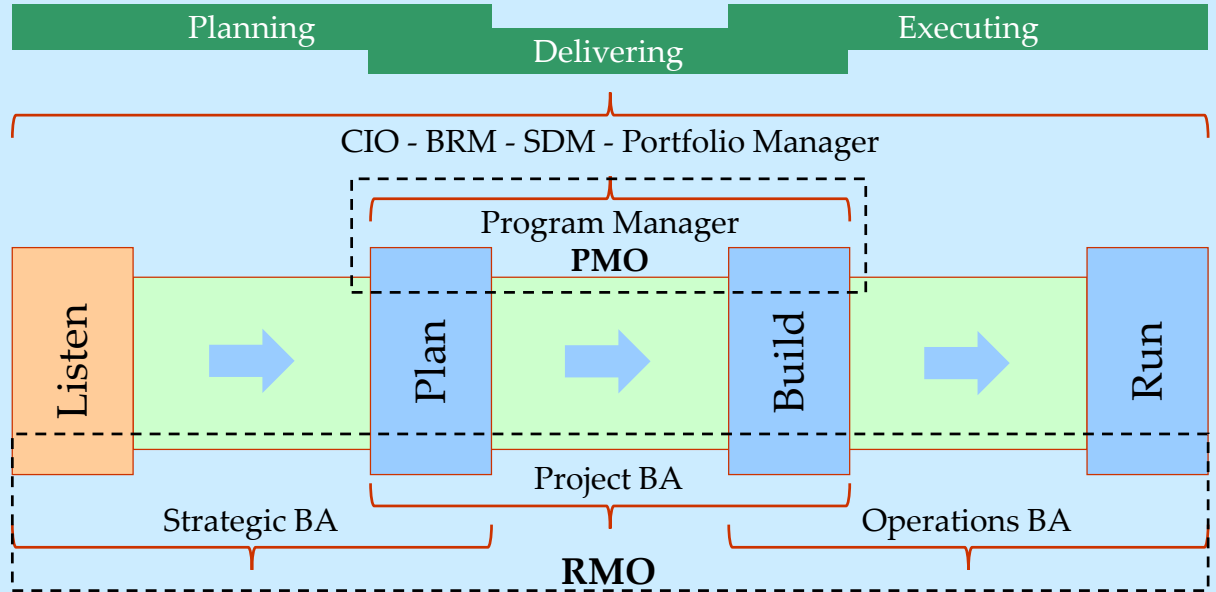 Planning
Delivering
Executing
CIO - BRM - SDM - Portfolio Manager
Program Manager
PMO
Listen
Plan
Build
Run
Project BA
Strategic BA
Operations BA
RMO